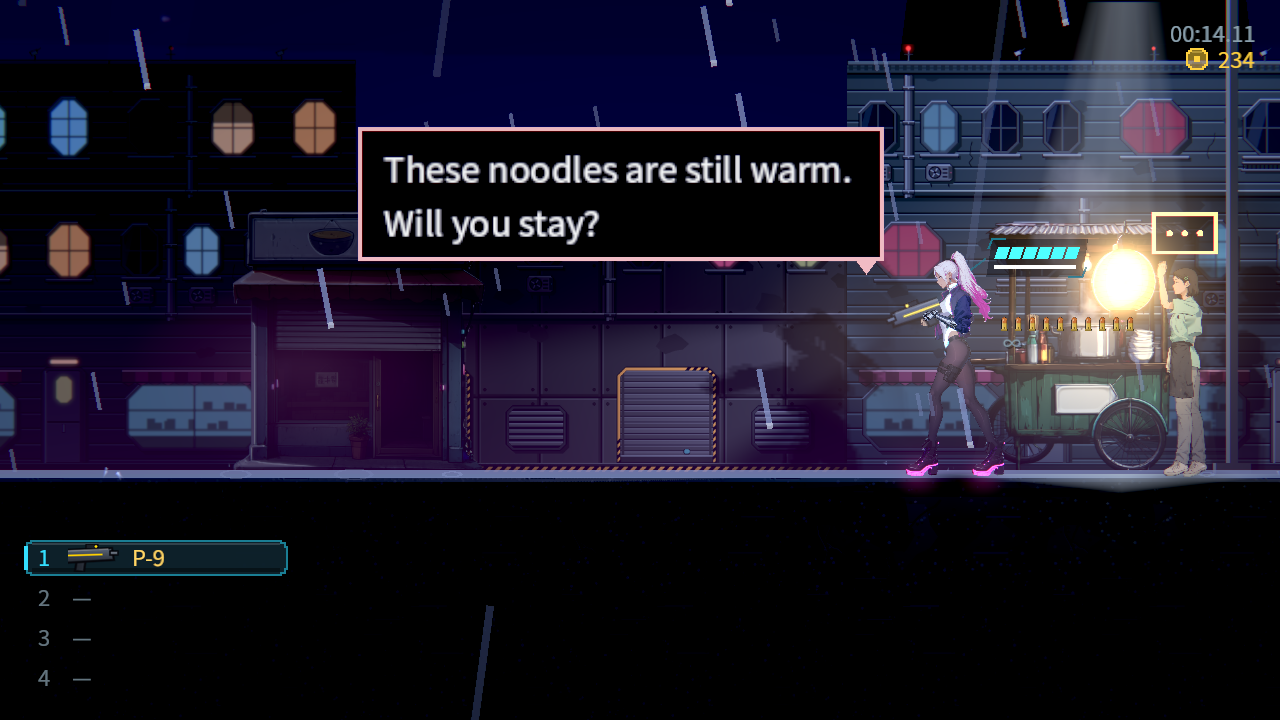 00:14.11
234
These noodles are still warm.
Will you stay?
...
∞
1 P-9
2 —
3 —
4 —